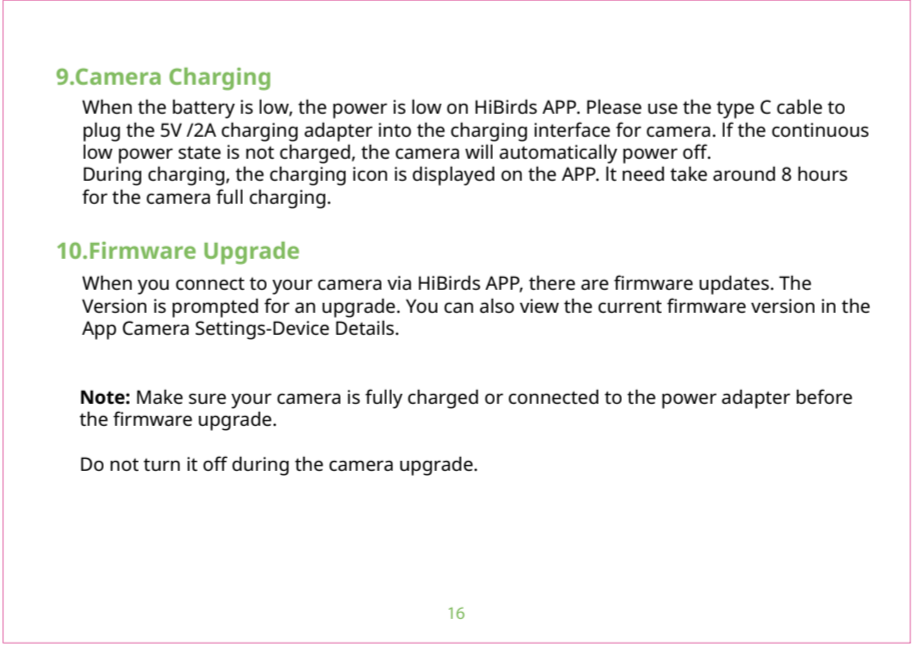 9.Camera Charging
When the battery is low, the power is low on HiBirds APP. Please use the type C cable to
plug the 5V /2A charging adapter into the charging interface for camera. lf the continuous
low power state is not charged, the camera will automatically power off.
During charging, the charging icon is displayed on the APP. lt need take around 8 hours
for the camera full charging.
10.Firmware Upgrade
When you connect to your camera via HiBirds APP, there are firmware updates. The
Version is prompted for an upgrade. You can also view the current firmware version in the
App Camera Settings-Device Details.
Note: Make sure your camera is fully charged or connected to the power adapter before
the firmware upgrade.
Do not turn it off during the camera upgrade.
16